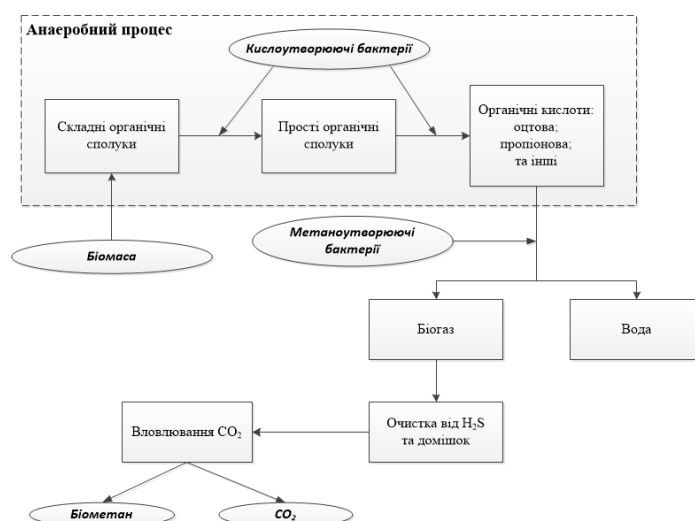 Анаеробний процес
Кислоутворюючі бактерії
Складні органічні
сполуки
Прості органічні
сполуки
Органічні кислоти:
оцтова;
пропіонова;
та інші
Біомаса
Метаноутворюючі
бактерії
Біогаз
Вода
Вловлювання CO₂
Очистка від H₂S
та домішок
Біометан
CO₂